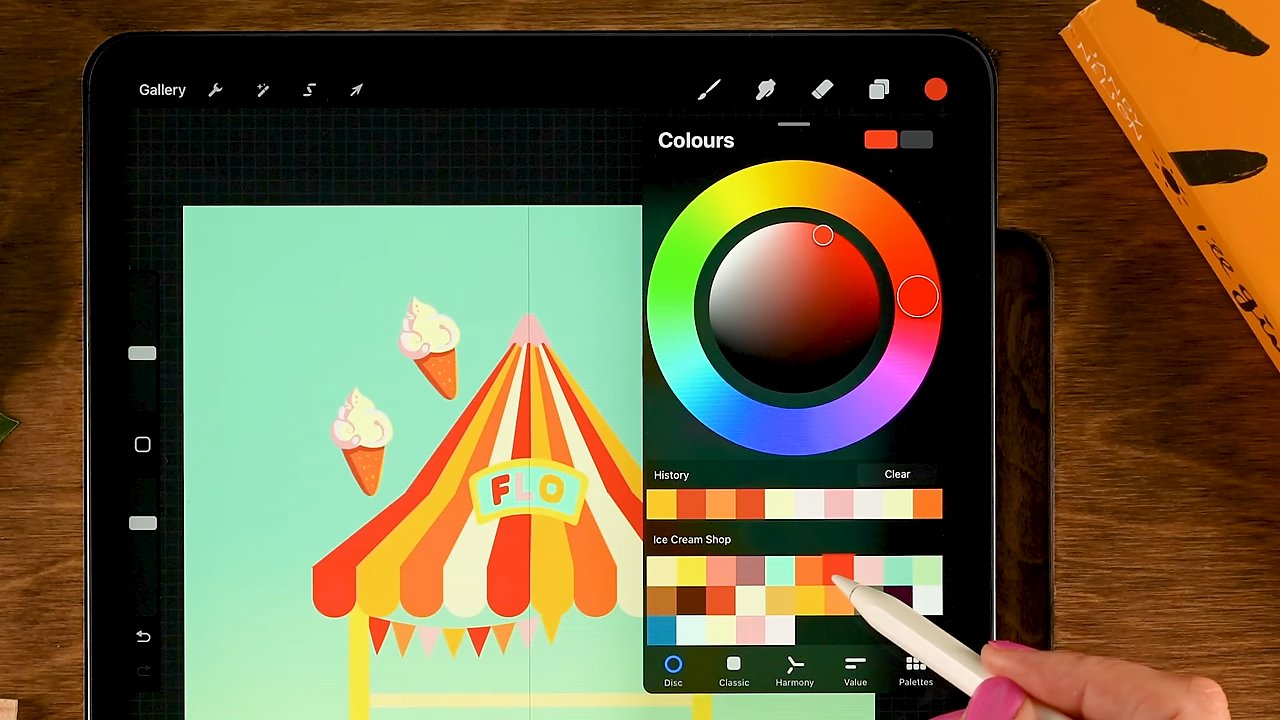 Gallery
Colours
History
Clear
Ice Cream Shop
FLO
Disc
Classic
Harmony
Value
Palettes